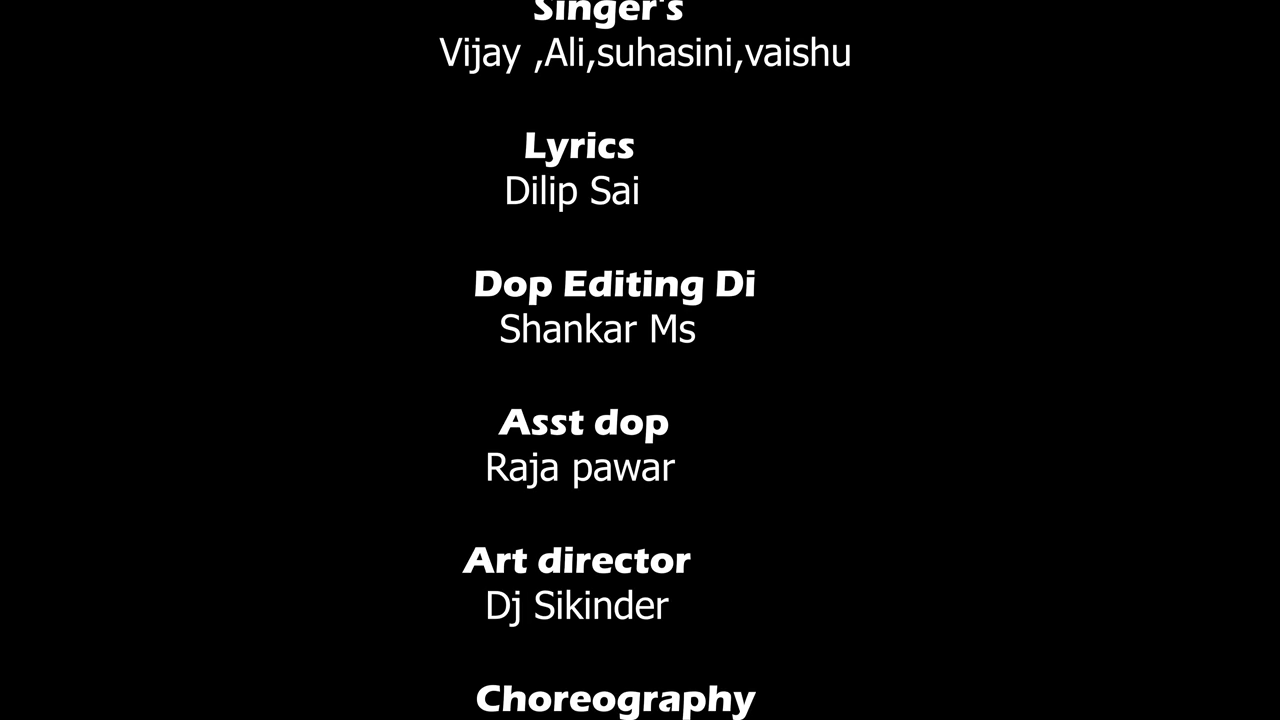 Singer's
Vijay ,Ali,suhasini,vaishu
Lyrics
Dilip Sai
Dop Editing Di
Shankar Ms
Asst dop
Raja pawar
Art director
Dj Sikinder
Choreography